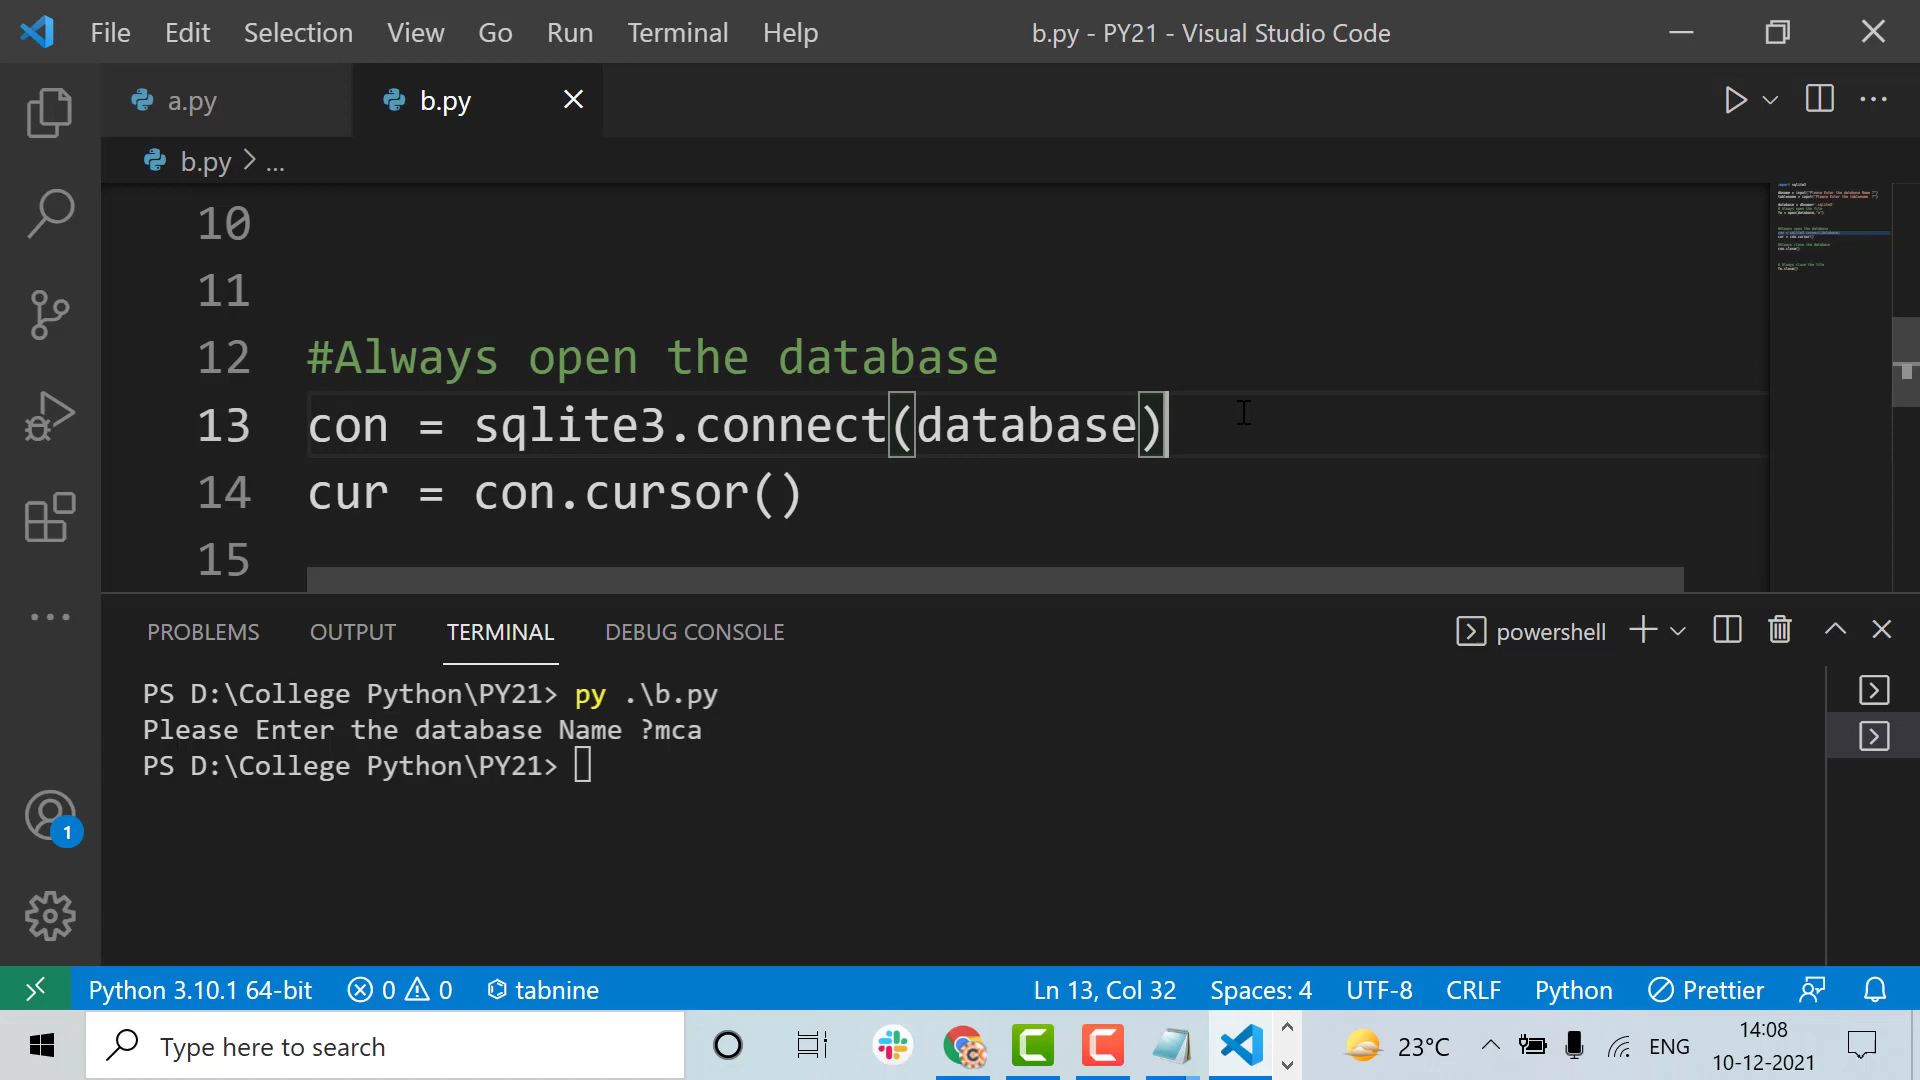 File Edit Selection View Go Run Terminal Help b.py - PY21 - Visual Studio Code
a.py b.py
b.py > ...
10
11
12 #Always open the database
13 con = sqlite3.connect(database)
14 cur = con.cursor()
15
PROBLEMS OUTPUT TERMINAL DEBUG CONSOLE powershell
PS D:\College Python\PY21> py .\b.py
Please Enter the database Name ?mca
PS D:\College Python\PY21>
1
Python 3.10.1 64-bit 0 0 tabnine Ln 13, Col 32 Spaces: 4 UTF-8 CRLF Python Prettier
Type here to search 23°C ENG 14:08
10-12-2021